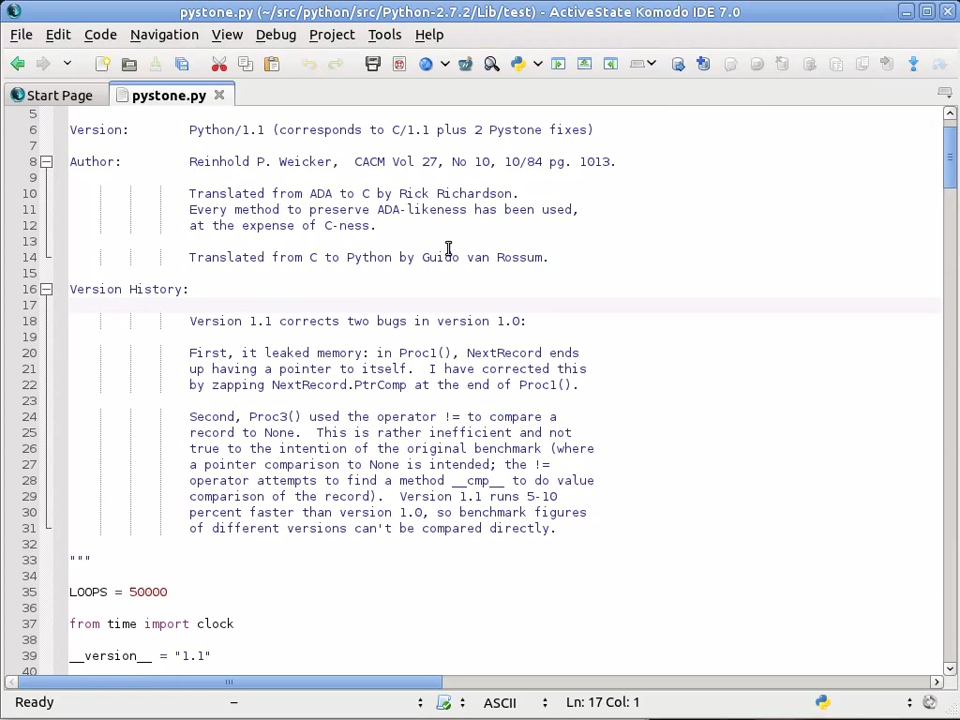 pystone.py (~/src/python/src/Python-2.7.2/Lib/test) - ActiveState Komodo IDE 7.0
File Edit Code Navigation View Debug Project Tools Help
Start Page pystone.py
5
6 Version: Python/1.1 (corresponds to C/1.1 plus 2 Pystone fixes)
7
8 Author: Reinhold P. Weicker, CACM Vol 27, No 10, 10/84 pg. 1013.
9
10 Translated from ADA to C by Rick Richardson.
11 Every method to preserve ADA-likeness has been used,
12 at the expense of C-ness.
13
14 Translated from C to Python by Guido van Rossum.
15
16 Version History:
17
18 Version 1.1 corrects two bugs in version 1.0:
19
20 First, it leaked memory: in Proc1(), NextRecord ends
21 up having a pointer to itself. I have corrected this
22 by zapping NextRecord.PtrComp at the end of Proc1().
23
24 Second, Proc3() used the operator != to compare a
25 record to None. This is rather inefficient and not
26 true to the intention of the original benchmark (where
27 a pointer comparison to None is intended; the !=
28 operator attempts to find a method __cmp__ to do value
29 comparison of the record). Version 1.1 runs 5-10
30 percent faster than version 1.0, so benchmark figures
31 of different versions can't be compared directly.
32
33 """
34
35 LOOPS = 50000
36
37 from time import clock
38
39 __version__ = "1.1"
40
Ready – ASCII Ln: 17 Col: 1